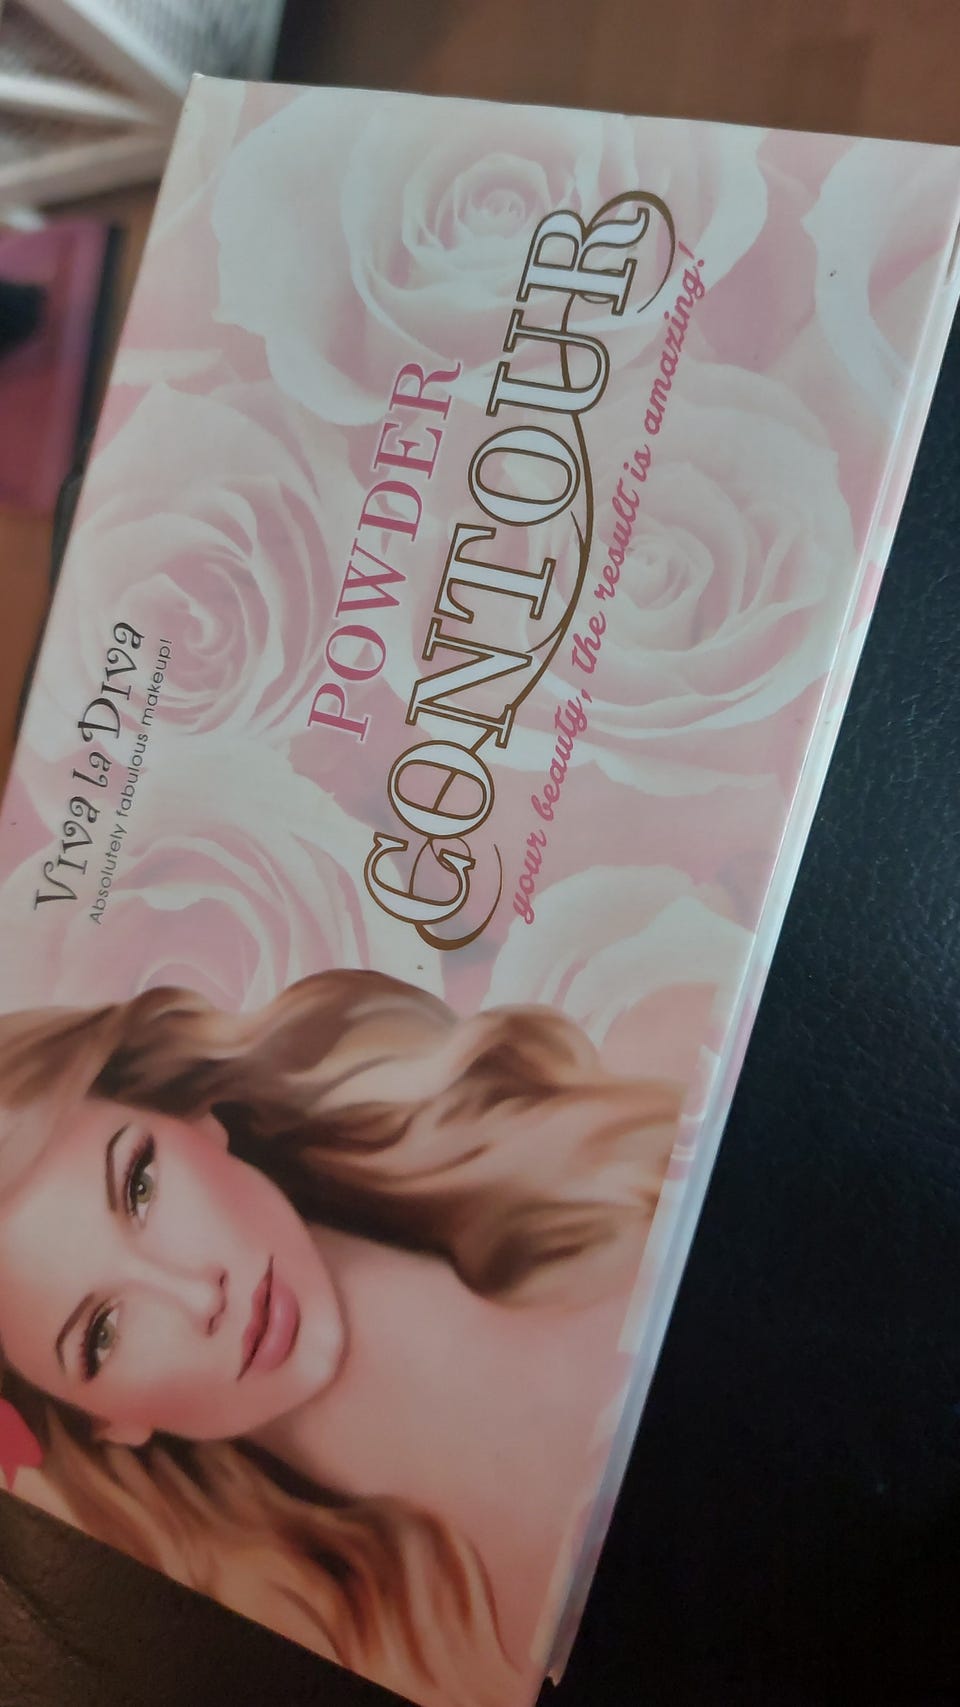 Viva la Diva
Absolutely fabulous makeup!
POWDER
CONTOUR
your beauty, the result is amazing!